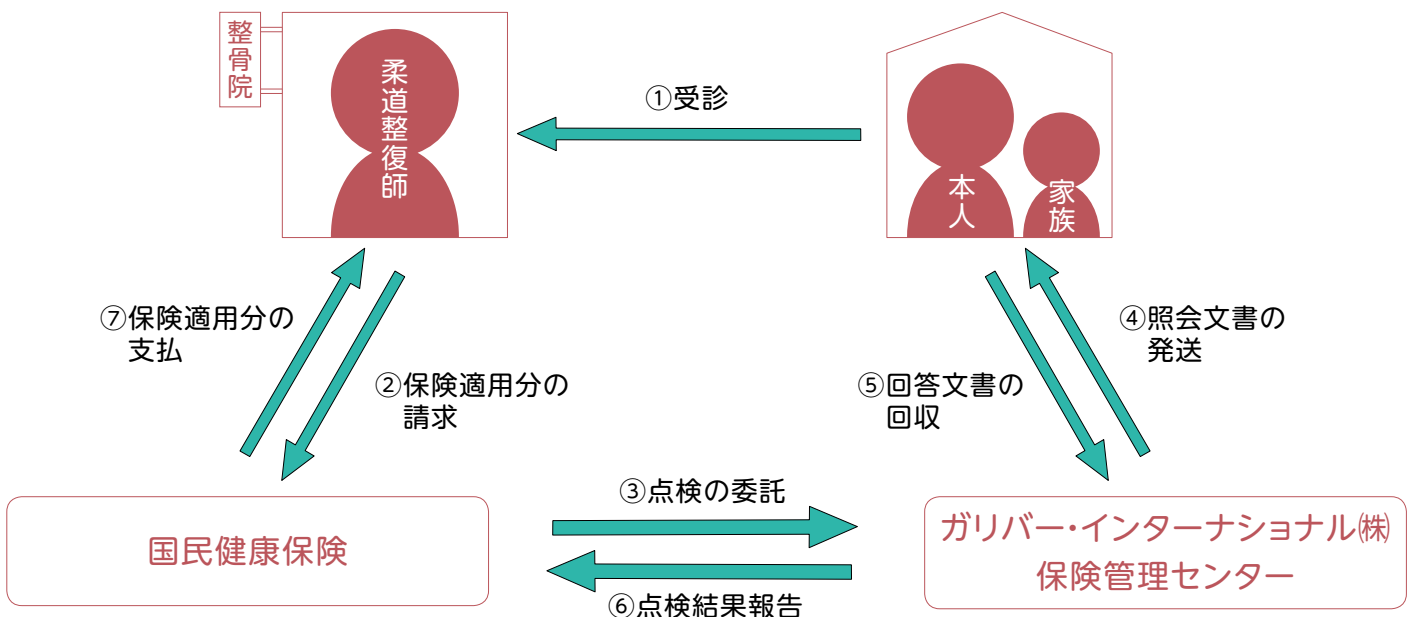 整骨院
柔道整復師
①受診
本人
家族
⑦保険適用分の
支払
②保険適用分の
請求
④照会文書の
発送
⑤回答文書の
回収
③点検の委託
国民健康保険
ガリバー・インターナショナル㈱
保険管理センター
⑥点検結果報告